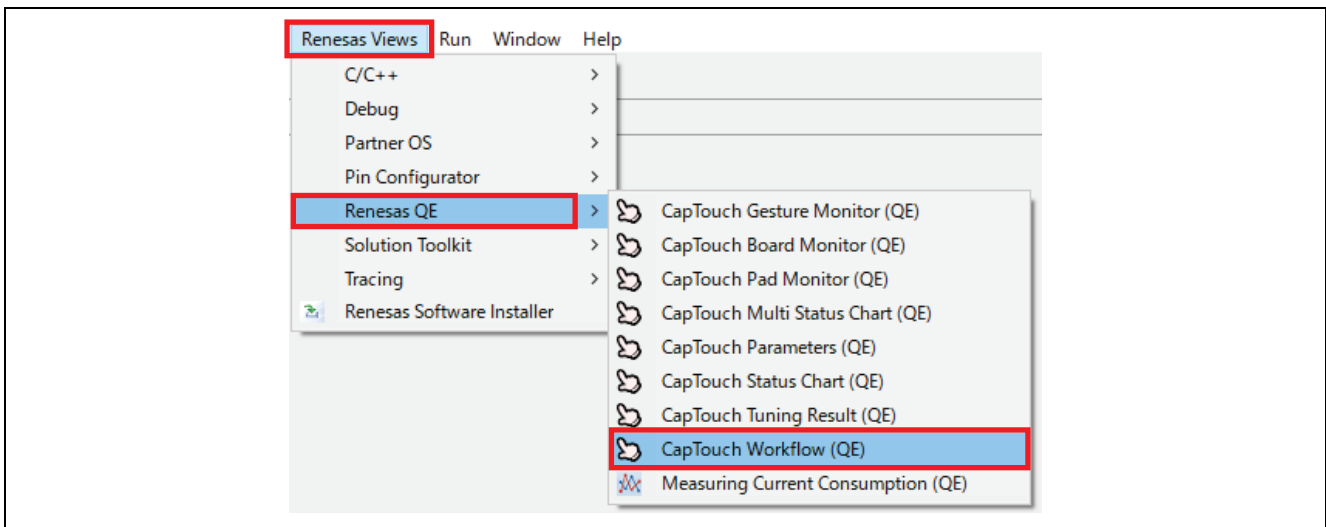 Renesas Views Run Window Help
C/C++ >
Debug >
Partner OS >
Pin Configurator >
Renesas QE >
Solution Toolkit >
Tracing >
Renesas Software Installer
CapTouch Gesture Monitor (QE)
CapTouch Board Monitor (QE)
CapTouch Pad Monitor (QE)
CapTouch Multi Status Chart (QE)
CapTouch Parameters (QE)
CapTouch Status Chart (QE)
CapTouch Tuning Result (QE)
CapTouch Workflow (QE)
Measuring Current Consumption (QE)